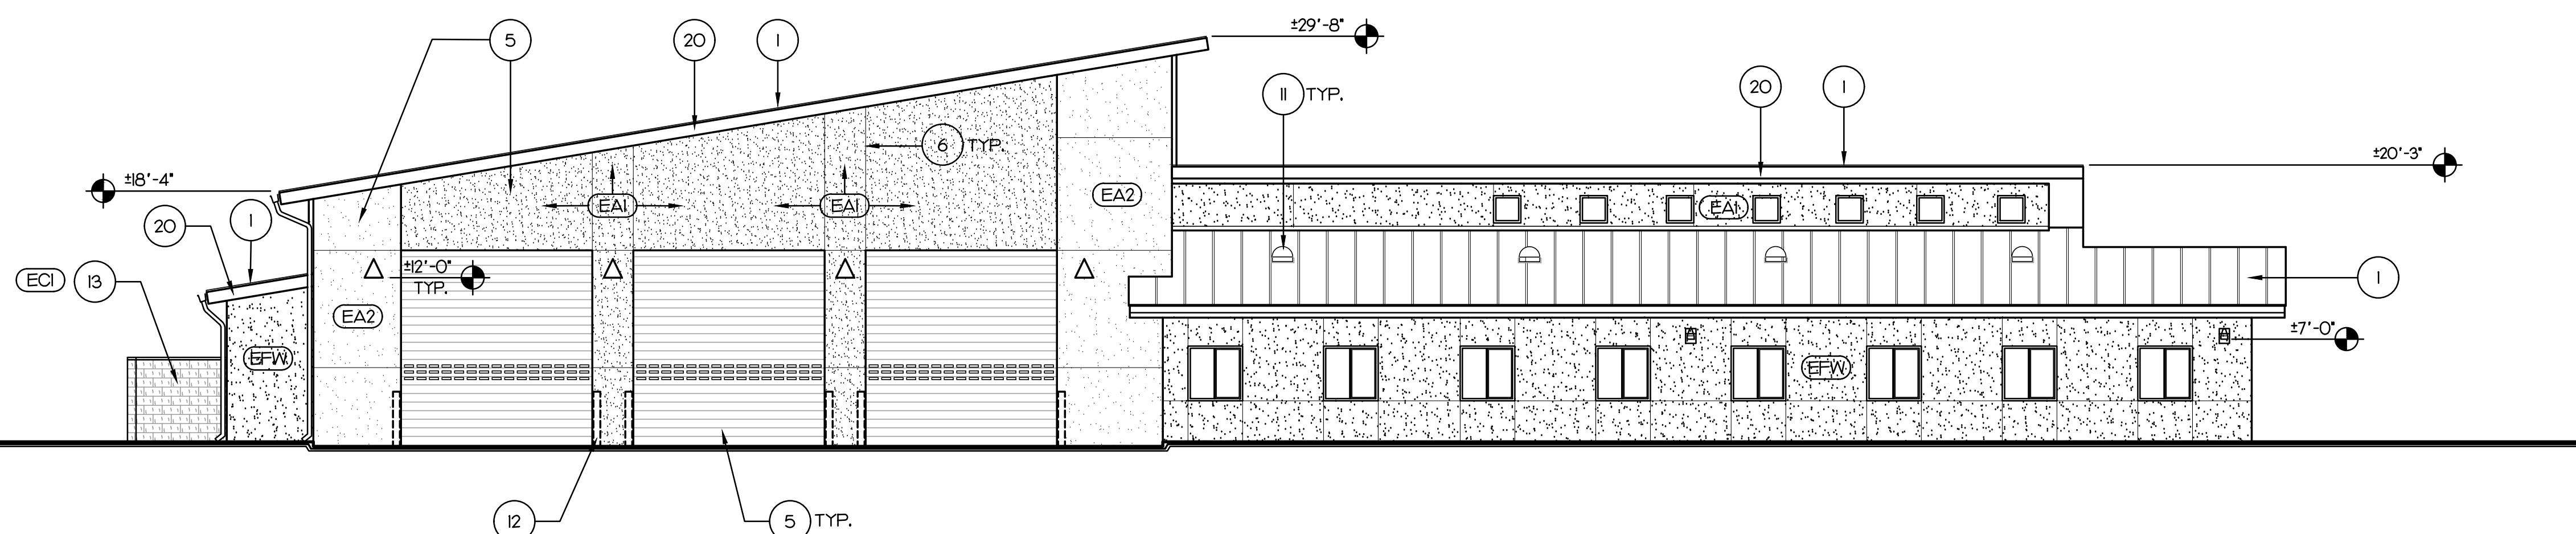 5
20
1
±29'-8"
11 TYP.
20
1
6 TYP.
±20'-3"
±18'-4"
20
1
EA1
EA1
EA2
EA1
±12'-0"
TYP.
EC1
13
1
EA2
±7'-0"
EFW
EFW
12
5 TYP.